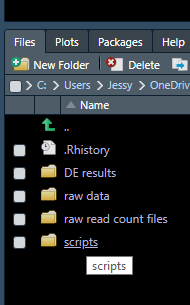 Files Plots Packages Help
New Folder Delete
C: Users Jessy OneDriv
Name
..
.Rhistory
DE results
raw data
raw read count files
scripts
scripts